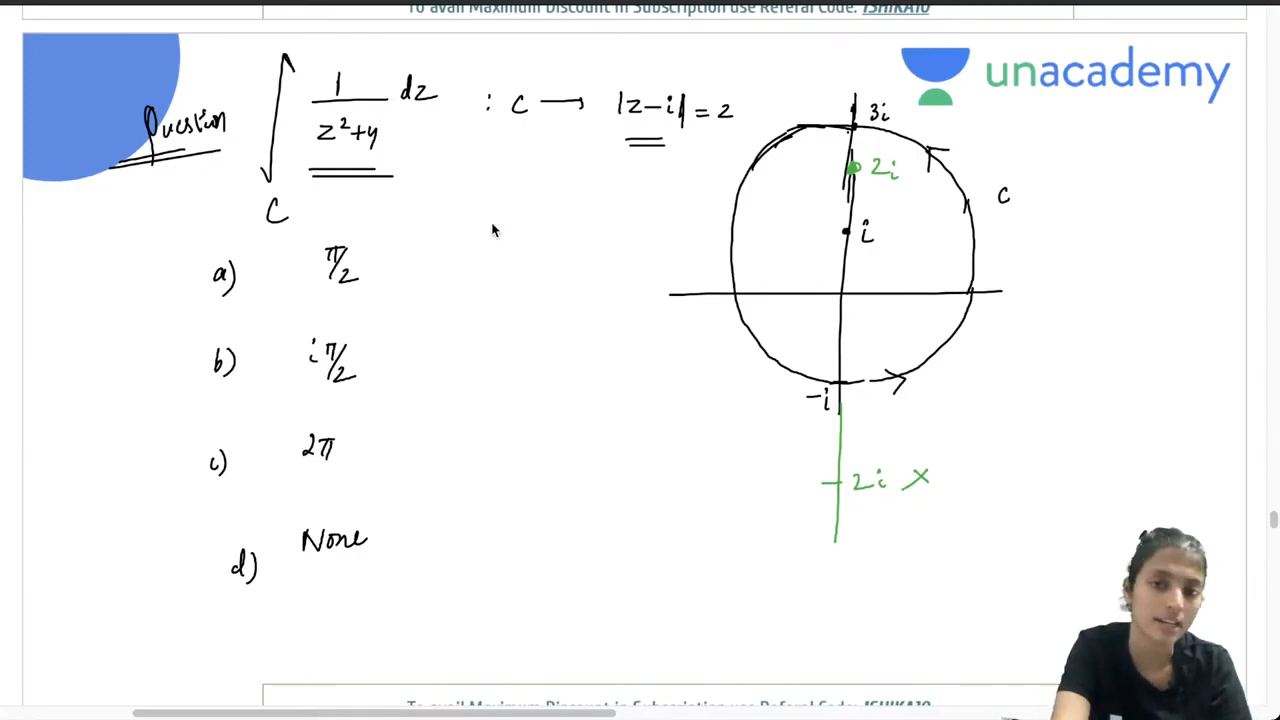 To avail Maximum Discount in Subscription use Referal Code: ISHIKA10
unacademy
Question
∫ 1 dz : C → |z-i| = 2
z²+4
C
a) π/2
b) iπ/2
c) 2π
d) None
3i
2i
i
C
-i
2i ×
To avail Maximum Discount in Subscription use Referal Code: ISHIKA10